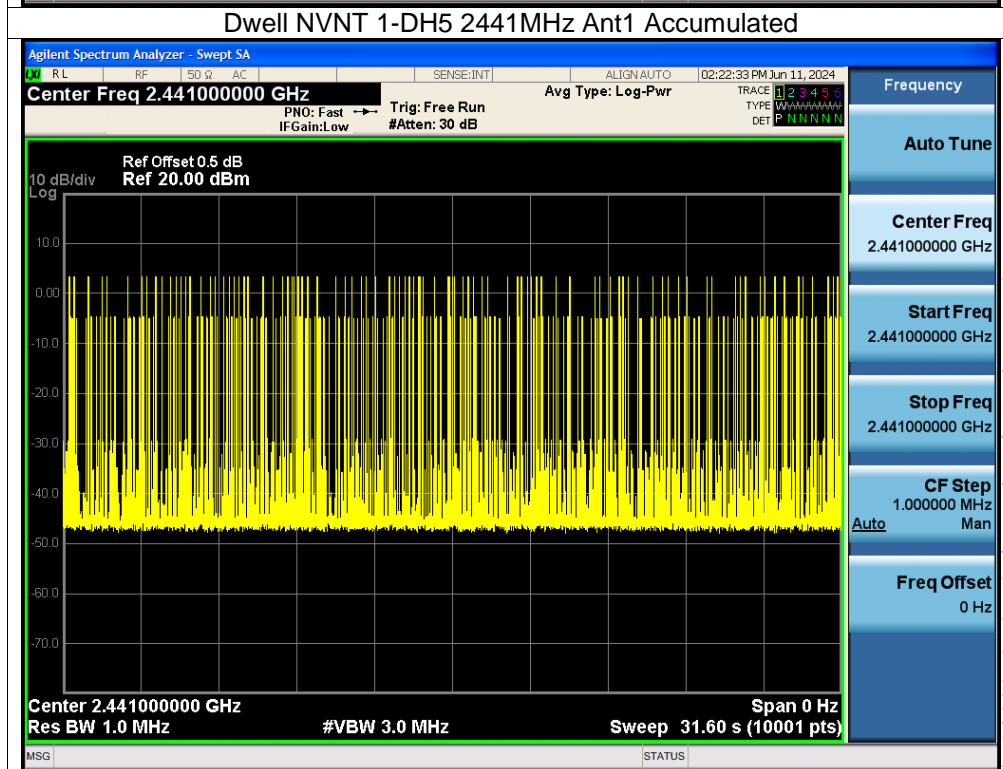 Dwell NVNT 1-DH5 2441MHz Ant1 Accumulated
Agilent Spectrum Analyzer - Swept SA
LXI RL RF 50 Ω AC SENSE:INT ALIGNAUTO 02:22:33 PM Jun 11, 2024
Center Freq 2.441000000 GHz
PNO: Fast
IFGain:Low
Trig: Free Run
#Atten: 30 dB
Avg Type: Log-Pwr
TRACE 1 2 3 4 5 6
TYPE
DET P N N N N N
Frequency
Ref Offset 0.5 dB
10 dB/div Ref 20.00 dBm
Log
10.0
0.00
-10.0
-20.0
-30.0
-40.0
-50.0
-60.0
-70.0
Center 2.441000000 GHz Span 0 Hz
Res BW 1.0 MHz #VBW 3.0 MHz Sweep 31.60 s (10001 pts)
Auto Tune
Center Freq
2.441000000 GHz
Start Freq
2.441000000 GHz
Stop Freq
2.441000000 GHz
CF Step
1.000000 MHz
Auto Man
Freq Offset
0 Hz
MSG STATUS